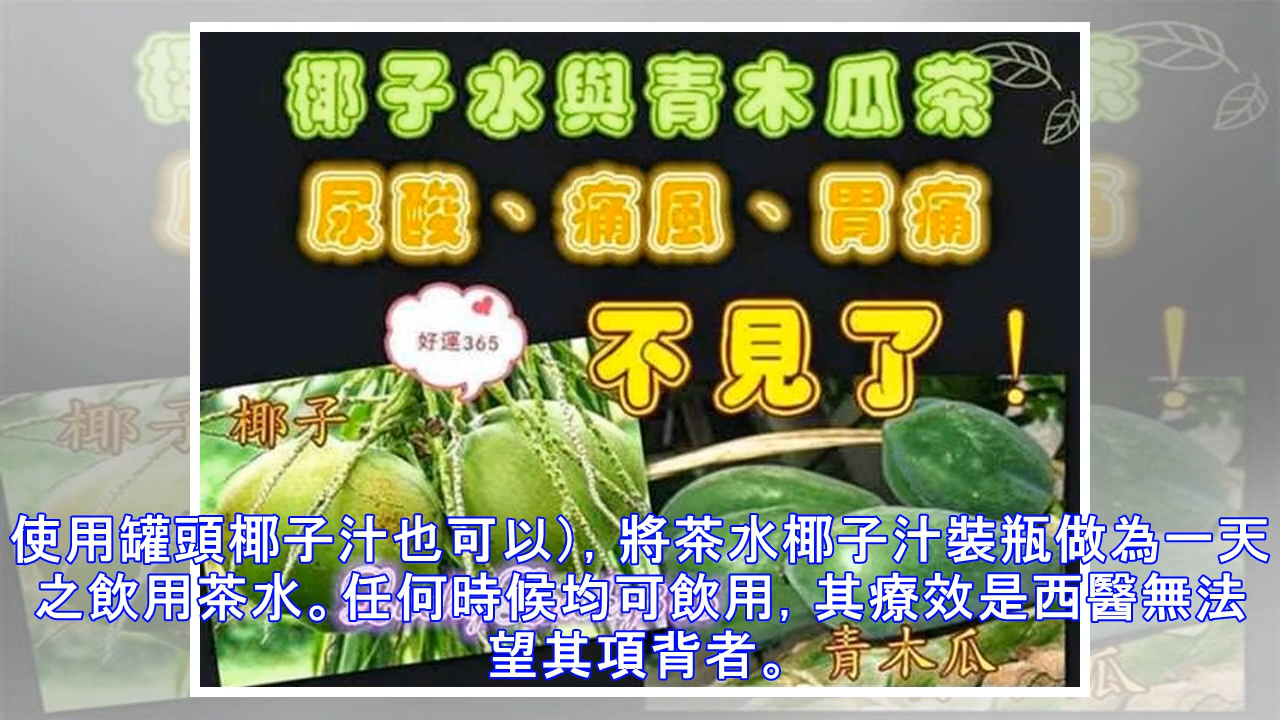 椰子水與青木瓜茶
尿酸、痛風、胃痛
好運365
不見了!
椰子
使用罐頭椰子汁也可以),將茶水椰子汁裝瓶做為一天
之飲用茶水。任何時候均可飲用,其療效是西醫無法
望其項背者。
青木瓜